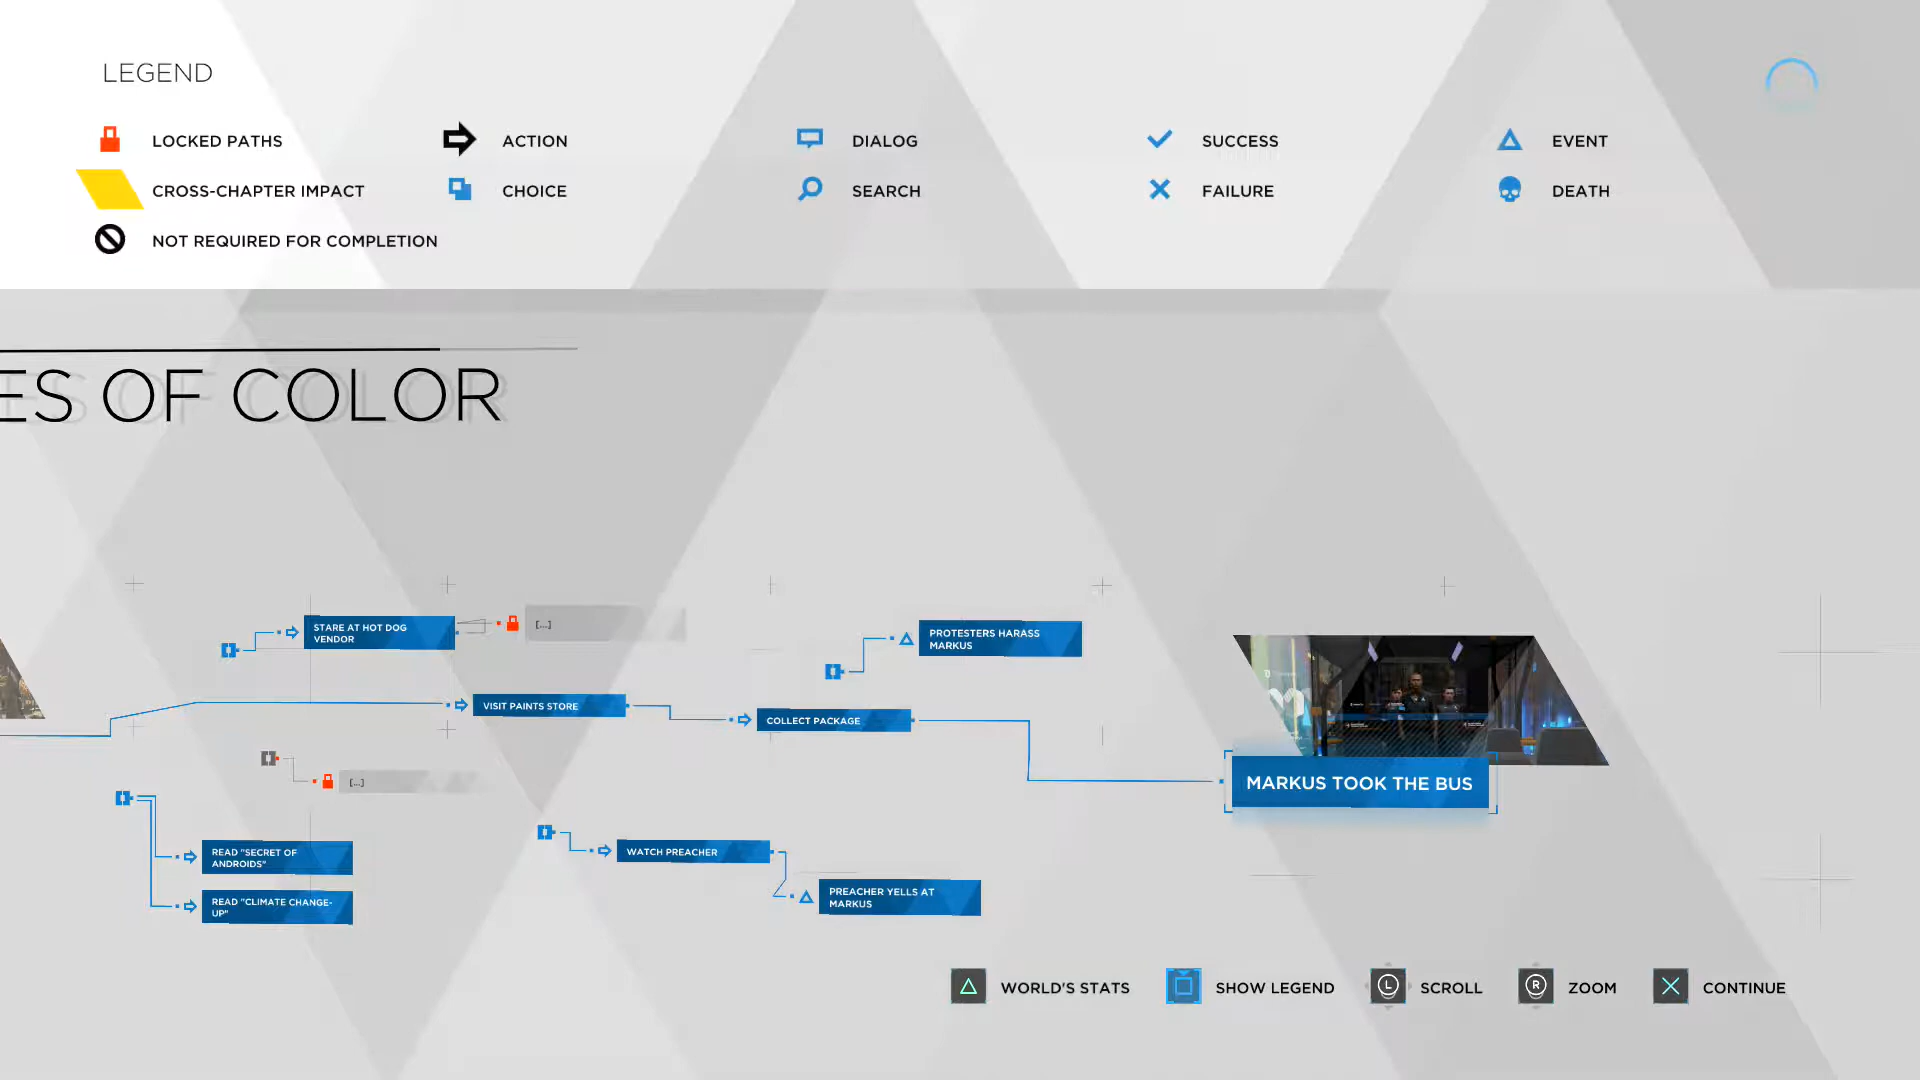 LEGEND
LOCKED PATHS
ACTION
DIALOG
SUCCESS
EVENT
CROSS-CHAPTER IMPACT
CHOICE
SEARCH
FAILURE
DEATH
NOT REQUIRED FOR COMPLETION
ES OF COLOR
STARE AT HOT DOG
VENDOR
[...]
PROTESTERS HARASS
MARKUS
VISIT PAINTS STORE
COLLECT PACKAGE
[...]
MARKUS TOOK THE BUS
READ "SECRET OF
ANDROIDS"
WATCH PREACHER
READ "CLIMATE CHANGE-
UP"
PREACHER YELLS AT
MARKUS
WORLD'S STATS
SHOW LEGEND
L
SCROLL
R
ZOOM
CONTINUE